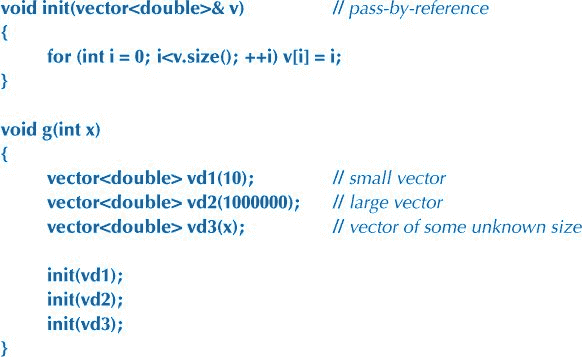 void init(vector<double>& v) // pass-by-reference
{
for (int i = 0; i<v.size(); ++i) v[i] = i;
}
void g(int x)
{
vector<double> vd1(10); // small vector
vector<double> vd2(1000000); // large vector
vector<double> vd3(x); // vector of some unknown size
init(vd1);
init(vd2);
init(vd3);
}